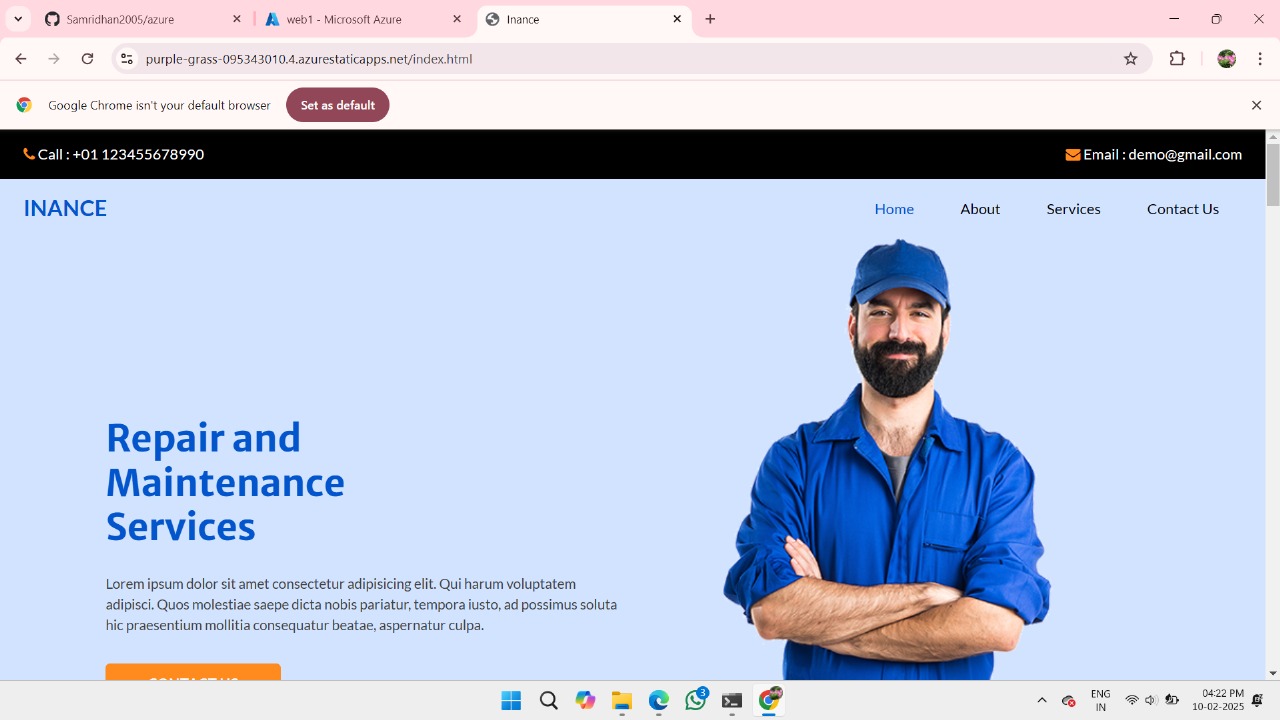 Samridhan2005/azure
web1 - Microsoft Azure
Inance
purple-grass-095343010.4.azurestaticapps.net/index.html
Google Chrome isn't your default browser
Set as default
Call : +01 123455678990
Email : demo@gmail.com
INANCE
Home
About
Services
Contact Us
Repair and
Maintenance
Services
Lorem ipsum dolor sit amet consectetur adipisicing elit. Qui harum voluptatem
adipisci. Quos molestiae saepe dicta nobis pariatur, tempora iusto, ad possimus soluta
hic praesentium mollitia consequatur beatae, aspernatur culpa.
CONTACT US
3
ENG
IN
04:22 PM
10-02-2025